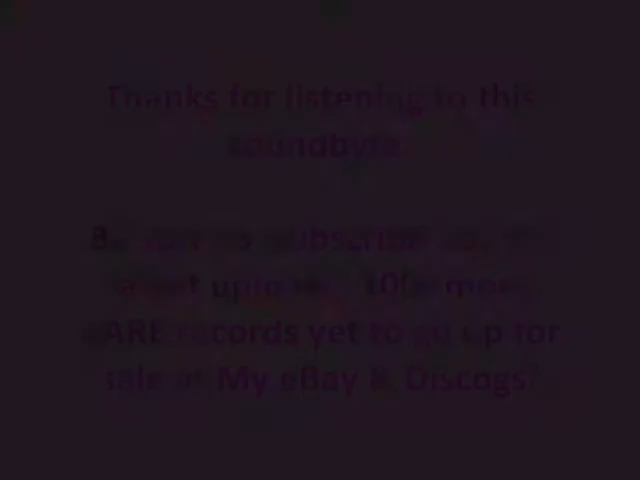 Thanks for listening to this
soundbyte
Be sure to subscribe
latest uploads. 100s more
RARE records yet to go up for
sale at My eBay & Discogs!